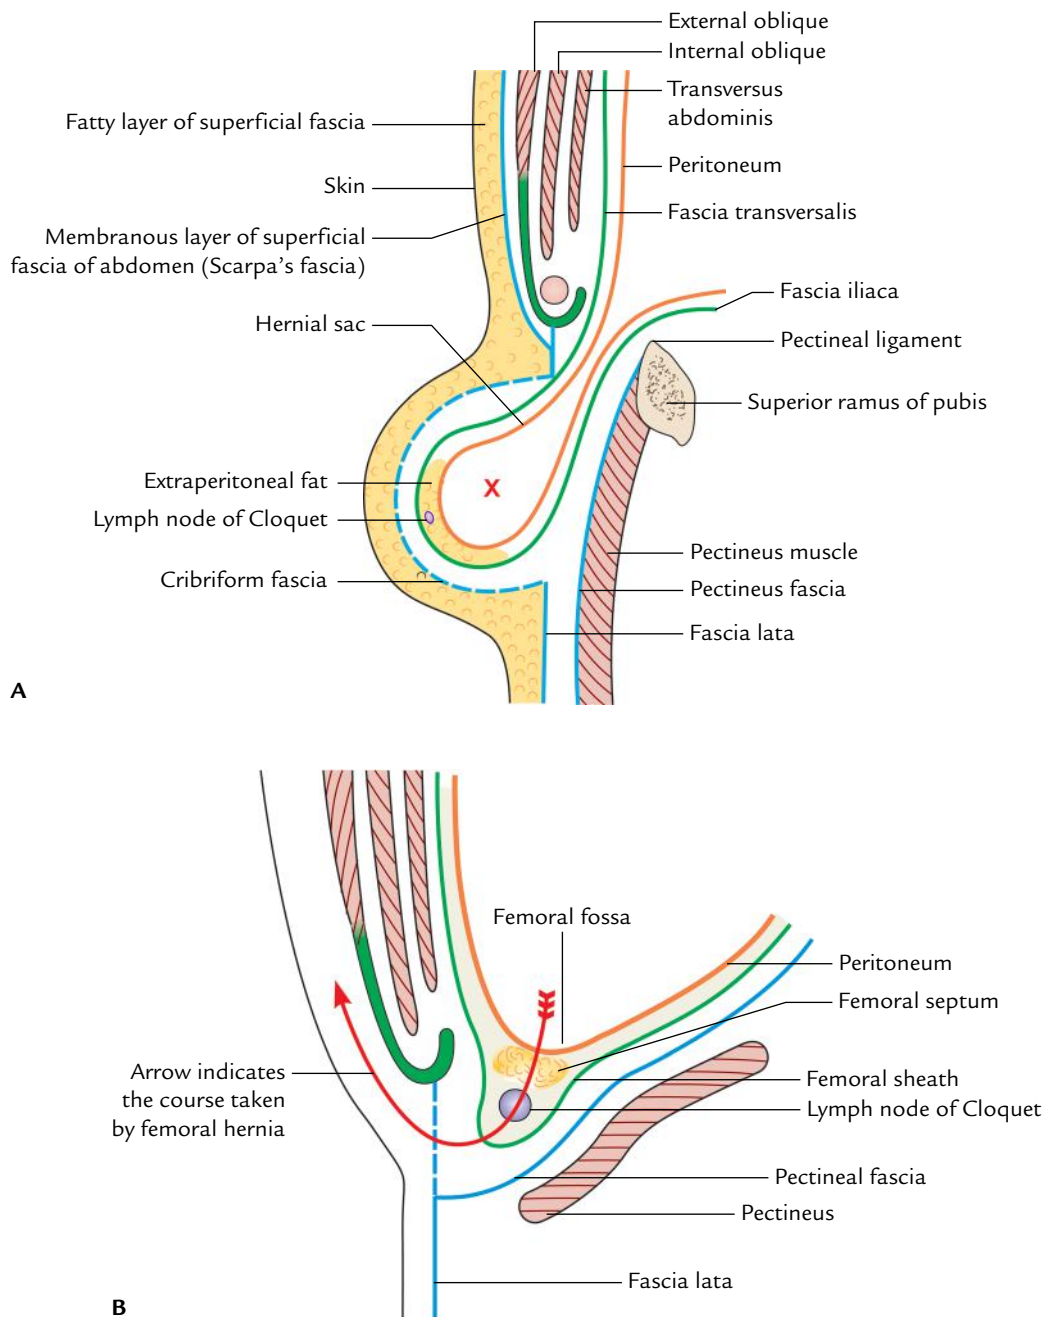 External oblique
Internal oblique
Transversus
abdominis
Fatty layer of superficial fascia
Peritoneum
Skin
Fascia transversalis
Membranous layer of superficial
fascia of abdomen (Scarpa's fascia)
Fascia iliaca
Hernial sac
Pectineal ligament
Superior ramus of pubis
Extraperitoneal fat
X
Lymph node of Cloquet
Pectineus muscle
Cribriform fascia
Pectineus fascia
Fascia lata
A
Femoral fossa
Peritoneum
Femoral septum
Arrow indicates
the course taken
by femoral hernia
Femoral sheath
Lymph node of Cloquet
Pectineal fascia
Pectineus
Fascia lata
B